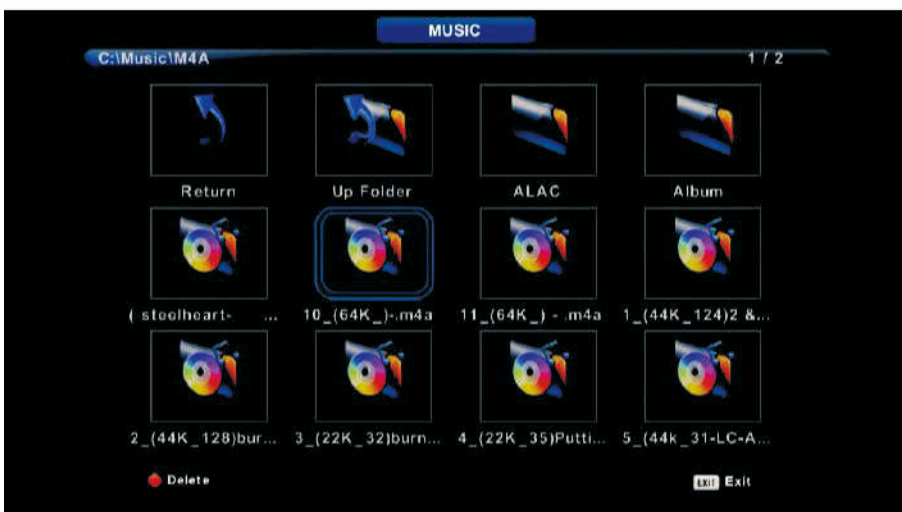 MUSIC
C:\Music\M4A 1 / 2
Return Up Folder ALAC Album
( steelheart- ... 10_(64K_)-.m4a 11_(64K_) - .m4a 1_(44K_124)2 &...
2_(44K_128)bur... 3_(22K_32)burn... 4_(22K_35)Putti... 5_(44k_31-LC-A...
Delete EXIT Exit